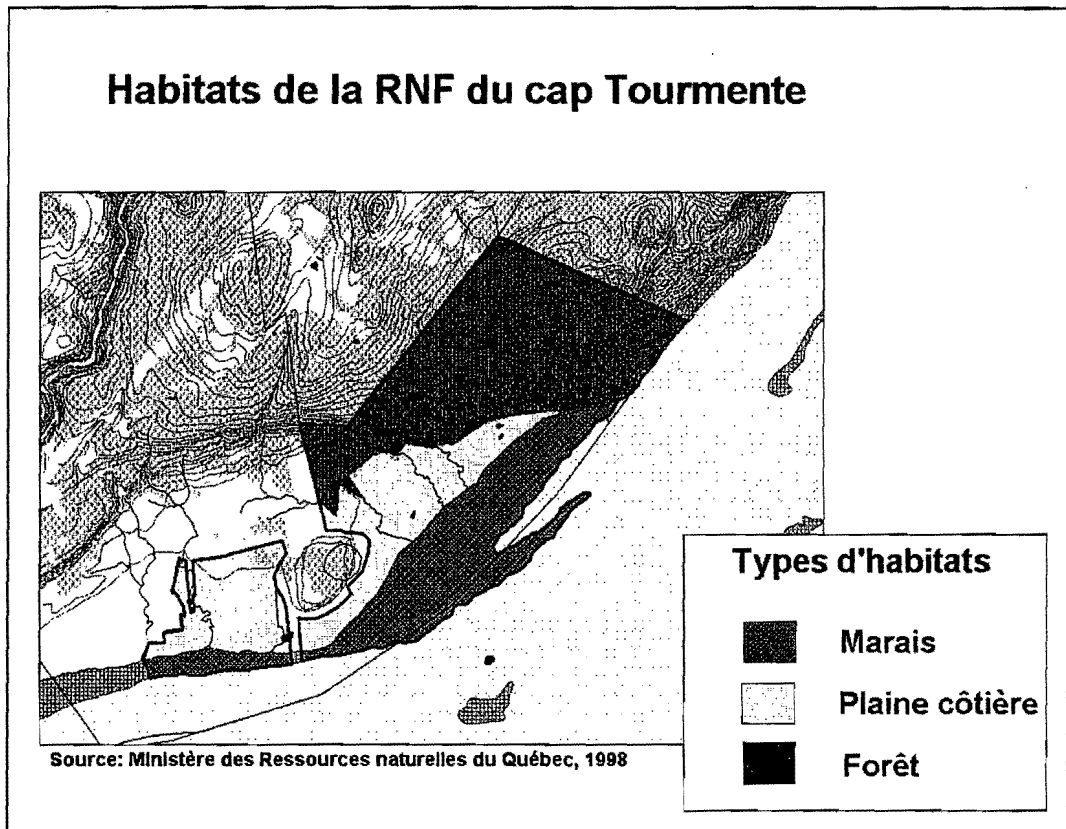 Habitats de la RNF du cap Tourmente
Types d'habitats
Marais
Plaine côtière
Forêt
Source: Ministère des Ressources naturelles du Québec, 1998